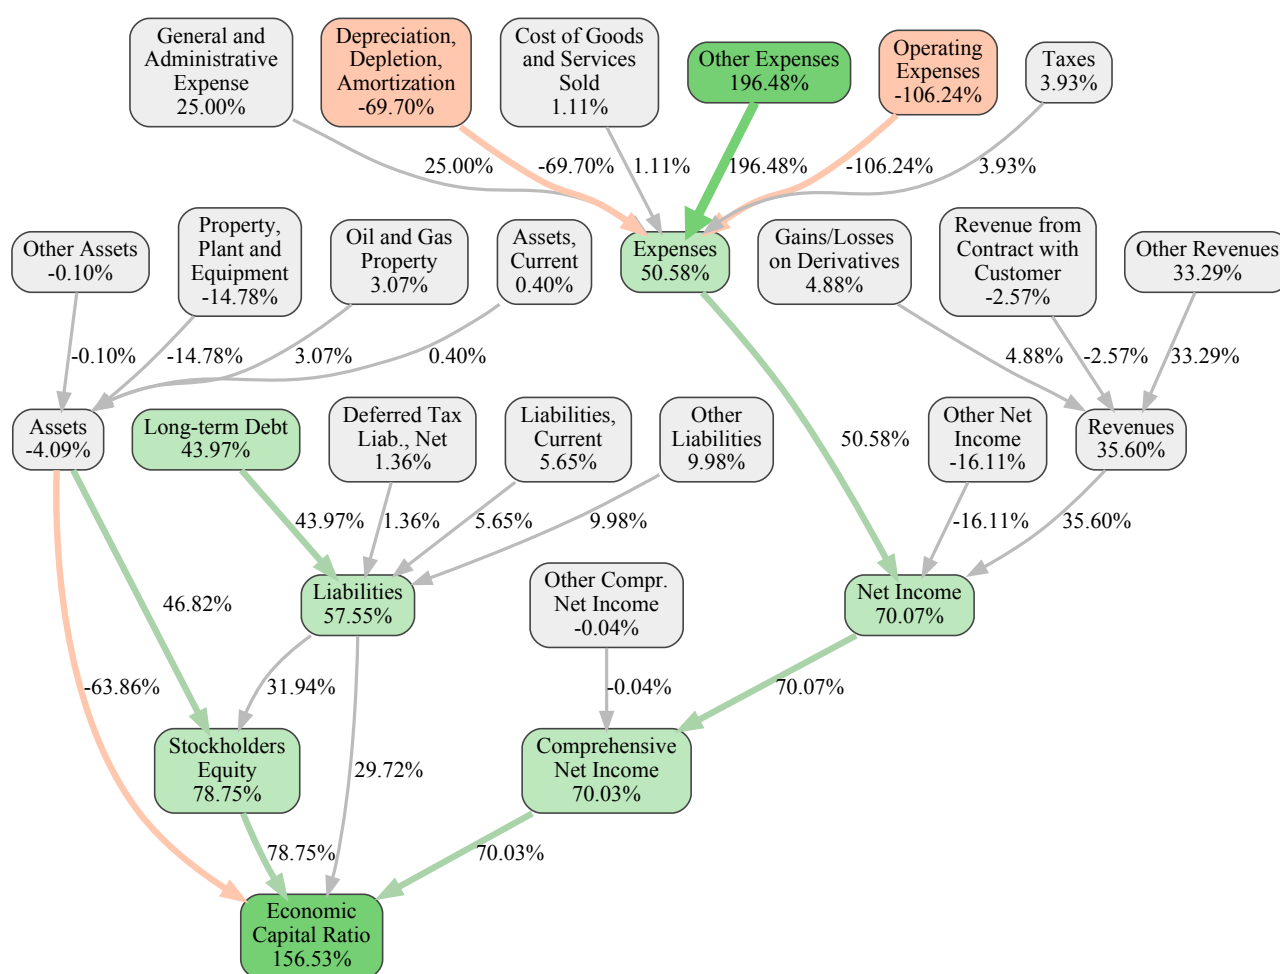 General and
Administrative
Expense
25.00%
Depreciation,
Depletion,
Amortization
-69.70%
Cost of Goods
and Services
Sold
1.11%
Other Expenses
196.48%
Operating
Expenses
-106.24%
Taxes
3.93%
25.00%
-69.70%
1.11%
196.48%
-106.24%
3.93%
Other Assets
-0.10%
Property,
Plant and
Equipment
-14.78%
Oil and Gas
Property
3.07%
Assets,
Current
0.40%
Expenses
50.58%
Gains/Losses
on Derivatives
4.88%
Revenue from
Contract with
Customer
-2.57%
Other Revenues
33.29%
-0.10%
-14.78%
3.07%
0.40%
4.88%
-2.57%
33.29%
Assets
-4.09%
Long-term Debt
43.97%
Deferred Tax
Liab., Net
1.36%
Liabilities,
Current
5.65%
Other
Liabilities
9.98%
50.58%
Other Net
Income
-16.11%
Revenues
35.60%
43.97%
1.36%
5.65%
9.98%
-16.11%
35.60%
46.82%
Liabilities
57.55%
Other Compr.
Net Income
-0.04%
Net Income
70.07%
-63.86%
31.94%
-0.04%
70.07%
Stockholders
Equity
78.75%
29.72%
Comprehensive
Net Income
70.03%
78.75%
70.03%
Economic
Capital Ratio
156.53%